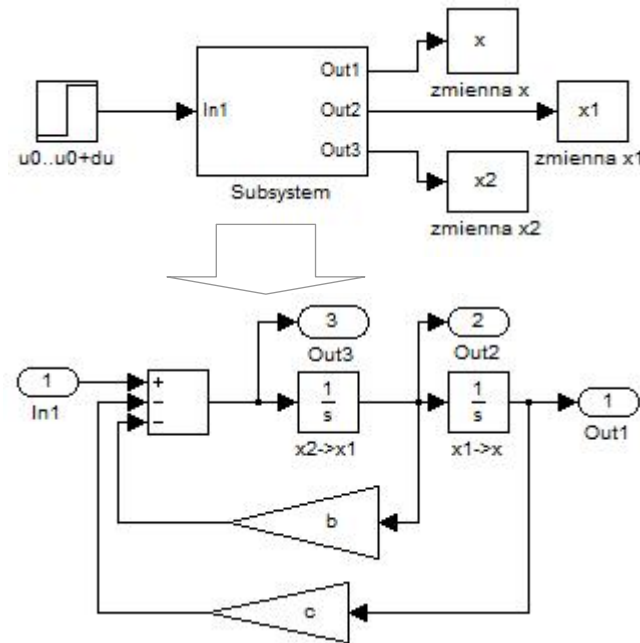 x
Out1
zmienna x
In1
Out2
x1
u0..u0+du
Out3
zmienna x1
Subsystem
x2
zmienna x2
3
2
Out3
Out2
1
+
−
−
1
s
1
s
1
In1
x2->x1
x1->x
Out1
b
c